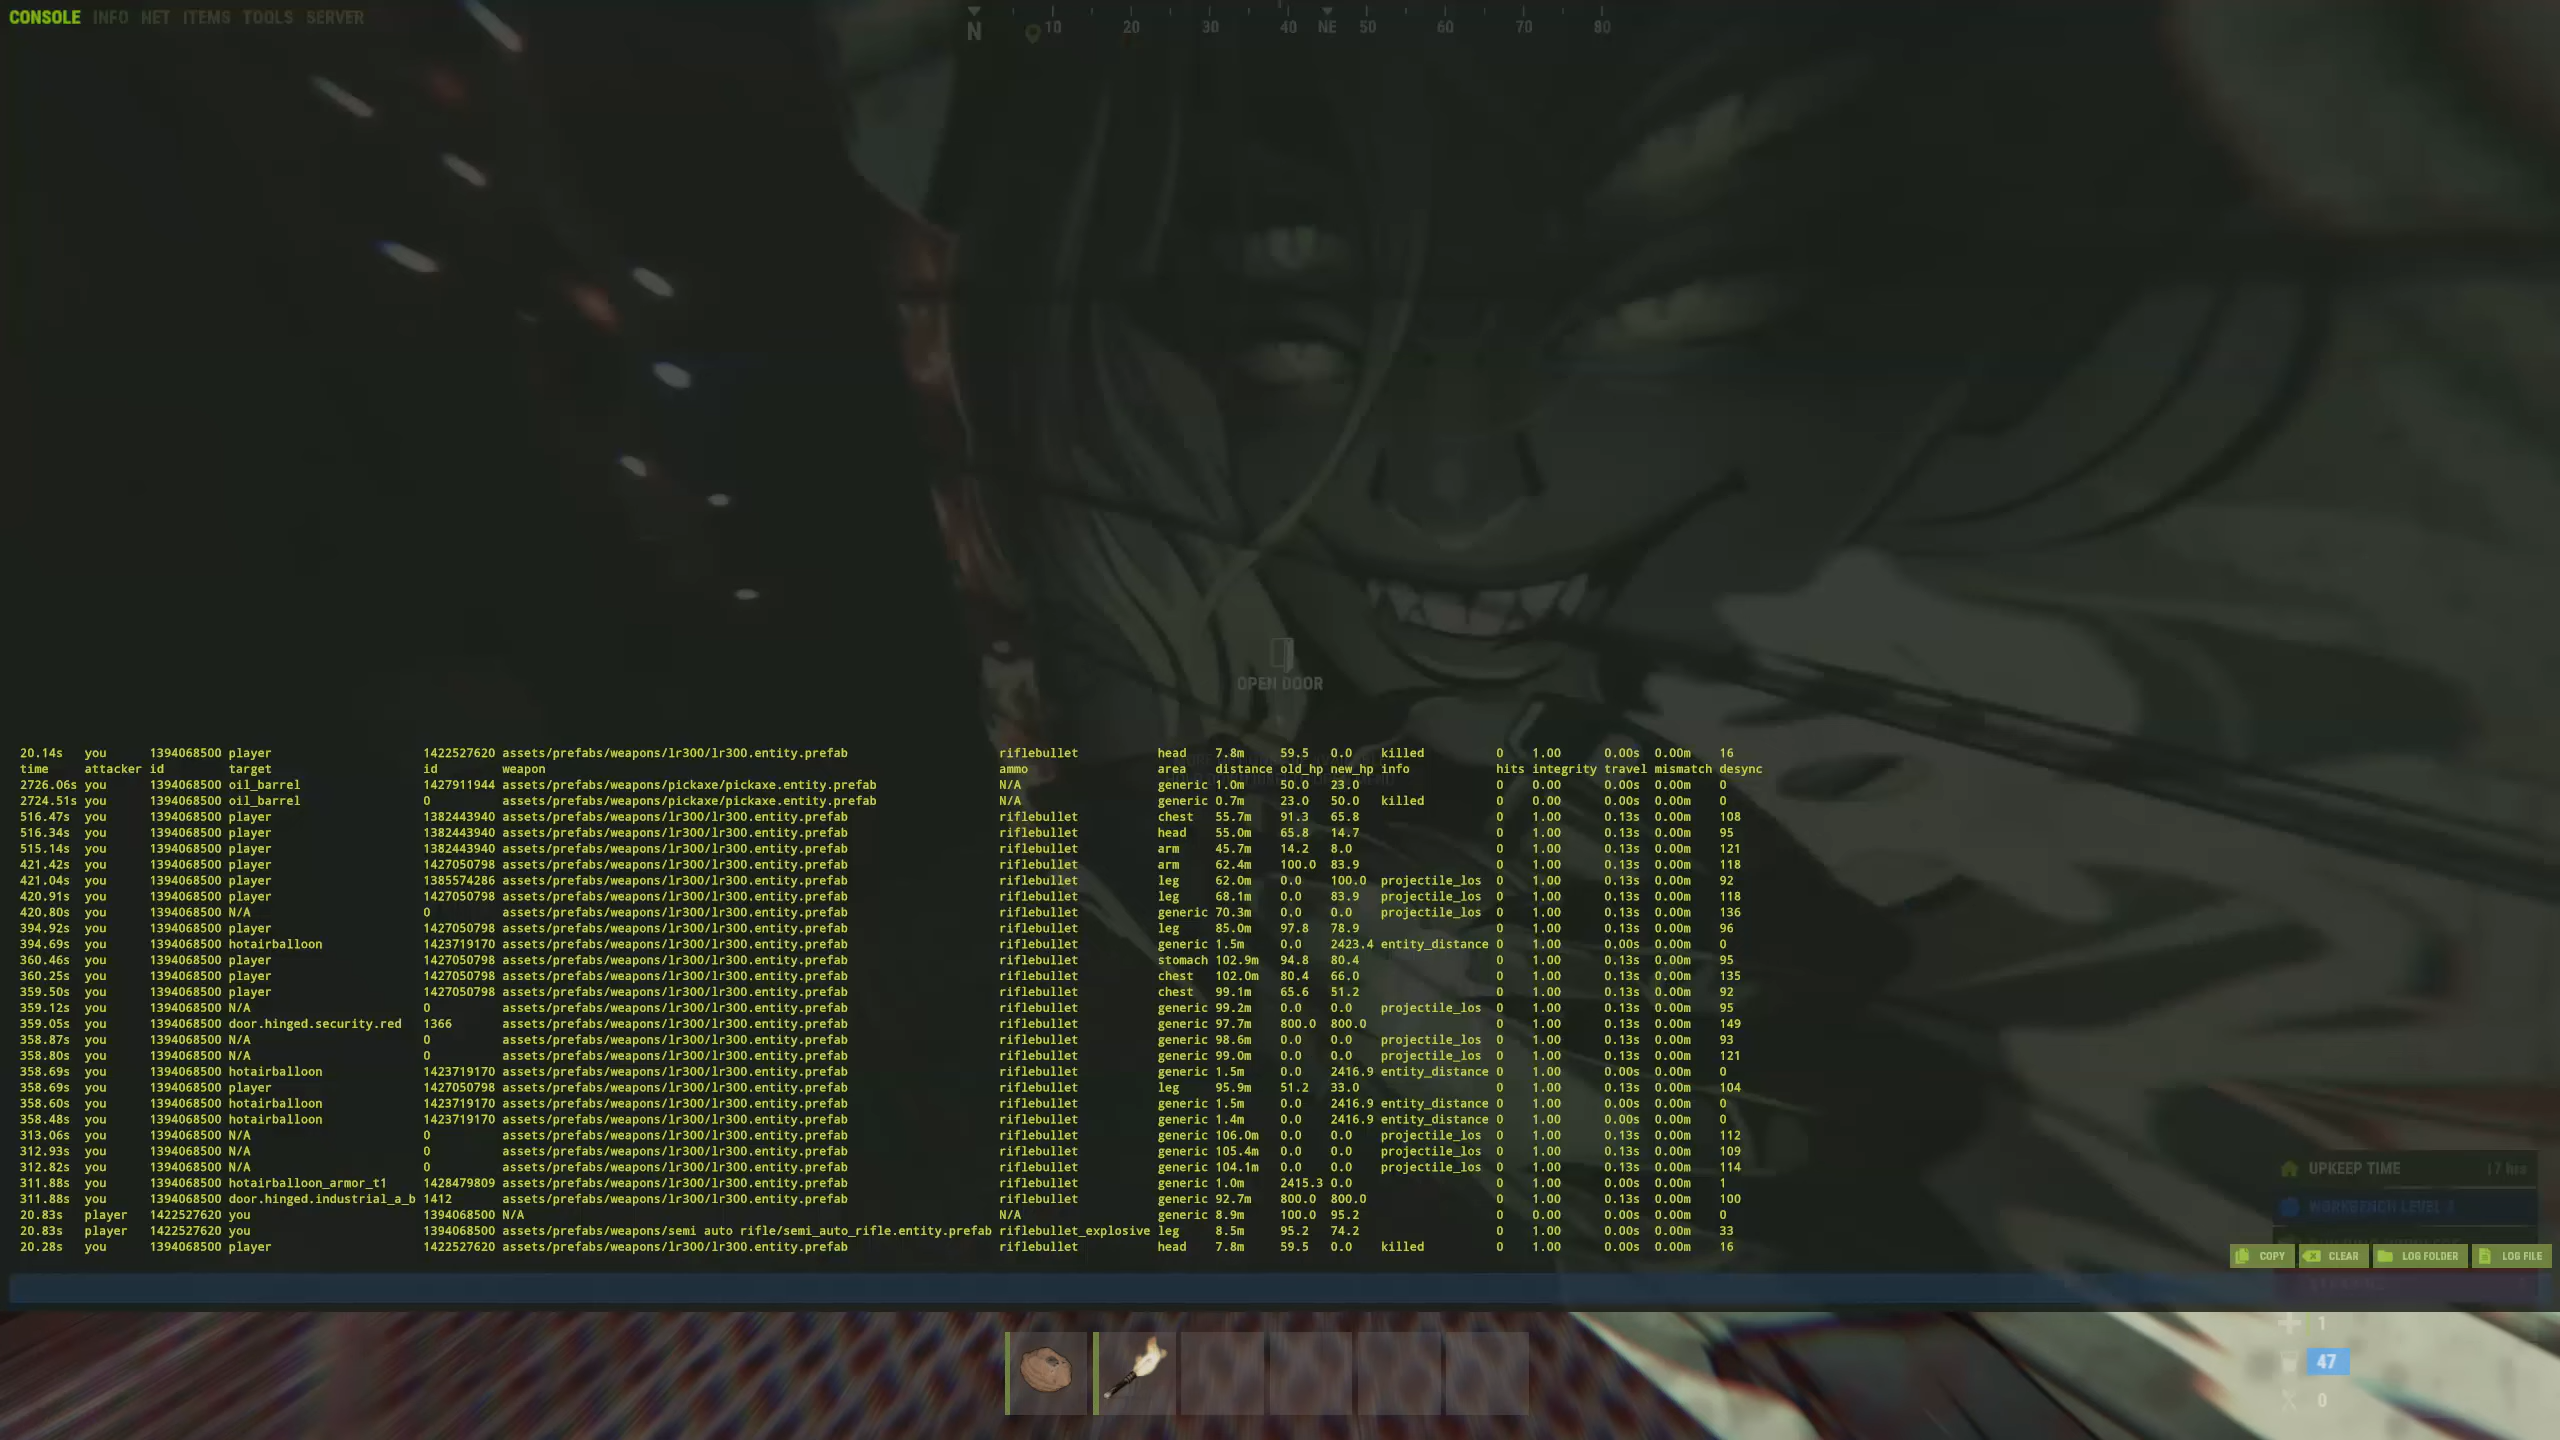 CONSOLE INFO NET ITEMS TOOLS SERVER
N 10 20 30 40 NE 50 60 70 80
OPEN DOOR
20.14s you 1394068500 player 1422527620 assets/prefabs/weapons/lr300/lr300.entity.prefab riflebullet head 7.8m 59.5 0.0 killed 0 1.00 0.00s 0.00m 16
time attacker id target id weapon ammo area distance old_hp new_hp info hits integrity travel mismatch desync
2726.06s you 1394068500 oil_barrel 1427911944 assets/prefabs/weapons/pickaxe/pickaxe.entity.prefab N/A generic 1.0m 50.0 23.0 0 0.00 0.00s 0.00m 0
2724.51s you 1394068500 oil_barrel 0 assets/prefabs/weapons/pickaxe/pickaxe.entity.prefab N/A generic 0.7m 23.0 50.0 killed 0 0.00 0.00s 0.00m 0
516.47s you 1394068500 player 1382443940 assets/prefabs/weapons/lr300/lr300.entity.prefab riflebullet chest 55.7m 91.3 65.8 0 1.00 0.13s 0.00m 108
516.34s you 1394068500 player 1382443940 assets/prefabs/weapons/lr300/lr300.entity.prefab riflebullet head 55.0m 65.8 14.7 0 1.00 0.13s 0.00m 95
515.14s you 1394068500 player 1382443940 assets/prefabs/weapons/lr300/lr300.entity.prefab riflebullet arm 45.7m 14.2 8.0 0 1.00 0.13s 0.00m 121
421.42s you 1394068500 player 1427050798 assets/prefabs/weapons/lr300/lr300.entity.prefab riflebullet arm 62.4m 100.0 83.9 0 1.00 0.13s 0.00m 118
421.04s you 1394068500 player 1385574286 assets/prefabs/weapons/lr300/lr300.entity.prefab riflebullet leg 62.0m 0.0 100.0 projectile_los 0 1.00 0.13s 0.00m 92
420.91s you 1394068500 player 1427050798 assets/prefabs/weapons/lr300/lr300.entity.prefab riflebullet leg 68.1m 0.0 83.9 projectile_los 0 1.00 0.13s 0.00m 118
420.80s you 1394068500 N/A 0 assets/prefabs/weapons/lr300/lr300.entity.prefab riflebullet generic 70.3m 0.0 0.0 projectile_los 0 1.00 0.13s 0.00m 136
394.92s you 1394068500 player 1427050798 assets/prefabs/weapons/lr300/lr300.entity.prefab riflebullet leg 85.0m 97.8 78.9 0 1.00 0.13s 0.00m 96
394.69s you 1394068500 hotairballoon 1423719170 assets/prefabs/weapons/lr300/lr300.entity.prefab riflebullet generic 1.5m 0.0 2423.4 entity_distance 0 1.00 0.00s 0.00m 0
360.46s you 1394068500 player 1427050798 assets/prefabs/weapons/lr300/lr300.entity.prefab riflebullet stomach 102.9m 94.8 80.4 0 1.00 0.13s 0.00m 95
360.25s you 1394068500 player 1427050798 assets/prefabs/weapons/lr300/lr300.entity.prefab riflebullet chest 102.0m 80.4 66.0 0 1.00 0.13s 0.00m 135
359.50s you 1394068500 player 1427050798 assets/prefabs/weapons/lr300/lr300.entity.prefab riflebullet chest 99.1m 65.6 51.2 0 1.00 0.13s 0.00m 92
359.12s you 1394068500 N/A 0 assets/prefabs/weapons/lr300/lr300.entity.prefab riflebullet generic 99.2m 0.0 0.0 projectile_los 0 1.00 0.13s 0.00m 95
359.05s you 1394068500 door.hinged.security.red 1366 assets/prefabs/weapons/lr300/lr300.entity.prefab riflebullet generic 97.7m 800.0 800.0 0 1.00 0.13s 0.00m 149
358.87s you 1394068500 N/A 0 assets/prefabs/weapons/lr300/lr300.entity.prefab riflebullet generic 98.6m 0.0 0.0 projectile_los 0 1.00 0.13s 0.00m 93
358.80s you 1394068500 N/A 0 assets/prefabs/weapons/lr300/lr300.entity.prefab riflebullet generic 99.0m 0.0 0.0 projectile_los 0 1.00 0.13s 0.00m 121
358.69s you 1394068500 hotairballoon 1423719170 assets/prefabs/weapons/lr300/lr300.entity.prefab riflebullet generic 1.5m 0.0 2416.9 entity_distance 0 1.00 0.00s 0.00m 0
358.69s you 1394068500 player 1427050798 assets/prefabs/weapons/lr300/lr300.entity.prefab riflebullet leg 95.9m 51.2 33.0 0 1.00 0.13s 0.00m 104
358.60s you 1394068500 hotairballoon 1423719170 assets/prefabs/weapons/lr300/lr300.entity.prefab riflebullet generic 1.5m 0.0 2416.9 entity_distance 0 1.00 0.00s 0.00m 0
358.48s you 1394068500 hotairballoon 1423719170 assets/prefabs/weapons/lr300/lr300.entity.prefab riflebullet generic 1.4m 0.0 2416.9 entity_distance 0 1.00 0.00s 0.00m 0
313.06s you 1394068500 N/A 0 assets/prefabs/weapons/lr300/lr300.entity.prefab riflebullet generic 106.0m 0.0 0.0 projectile_los 0 1.00 0.13s 0.00m 112
312.93s you 1394068500 N/A 0 assets/prefabs/weapons/lr300/lr300.entity.prefab riflebullet generic 105.4m 0.0 0.0 projectile_los 0 1.00 0.13s 0.00m 109
312.82s you 1394068500 N/A 0 assets/prefabs/weapons/lr300/lr300.entity.prefab riflebullet generic 104.1m 0.0 0.0 projectile_los 0 1.00 0.13s 0.00m 114
311.88s you 1394068500 hotairballoon_armor_t1 1428479809 assets/prefabs/weapons/lr300/lr300.entity.prefab riflebullet generic 1.0m 2415.3 0.0 0 1.00 0.00s 0.00m 1
311.88s you 1394068500 door.hinged.industrial_a_b 1412 assets/prefabs/weapons/lr300/lr300.entity.prefab riflebullet generic 92.7m 800.0 800.0 0 1.00 0.13s 0.00m 100
20.83s player 1422527620 you 1394068500 N/A N/A generic 8.9m 100.0 95.2 0 0.00 0.00s 0.00m 0
20.83s player 1422527620 you 1394068500 assets/prefabs/weapons/semi auto rifle/semi_auto_rifle.entity.prefab riflebullet_explosive leg 8.5m 95.2 74.2 0 1.00 0.00s 0.00m 33
20.28s you 1394068500 player 1422527620 assets/prefabs/weapons/lr300/lr300.entity.prefab riflebullet head 7.8m 59.5 0.0 killed 0 1.00 0.00s 0.00m 16
UPKEEP TIME 17 hrs
WORKBENCH LEVEL
COPY CLEAR LOG FOLDER LOG FILE
1
47
0